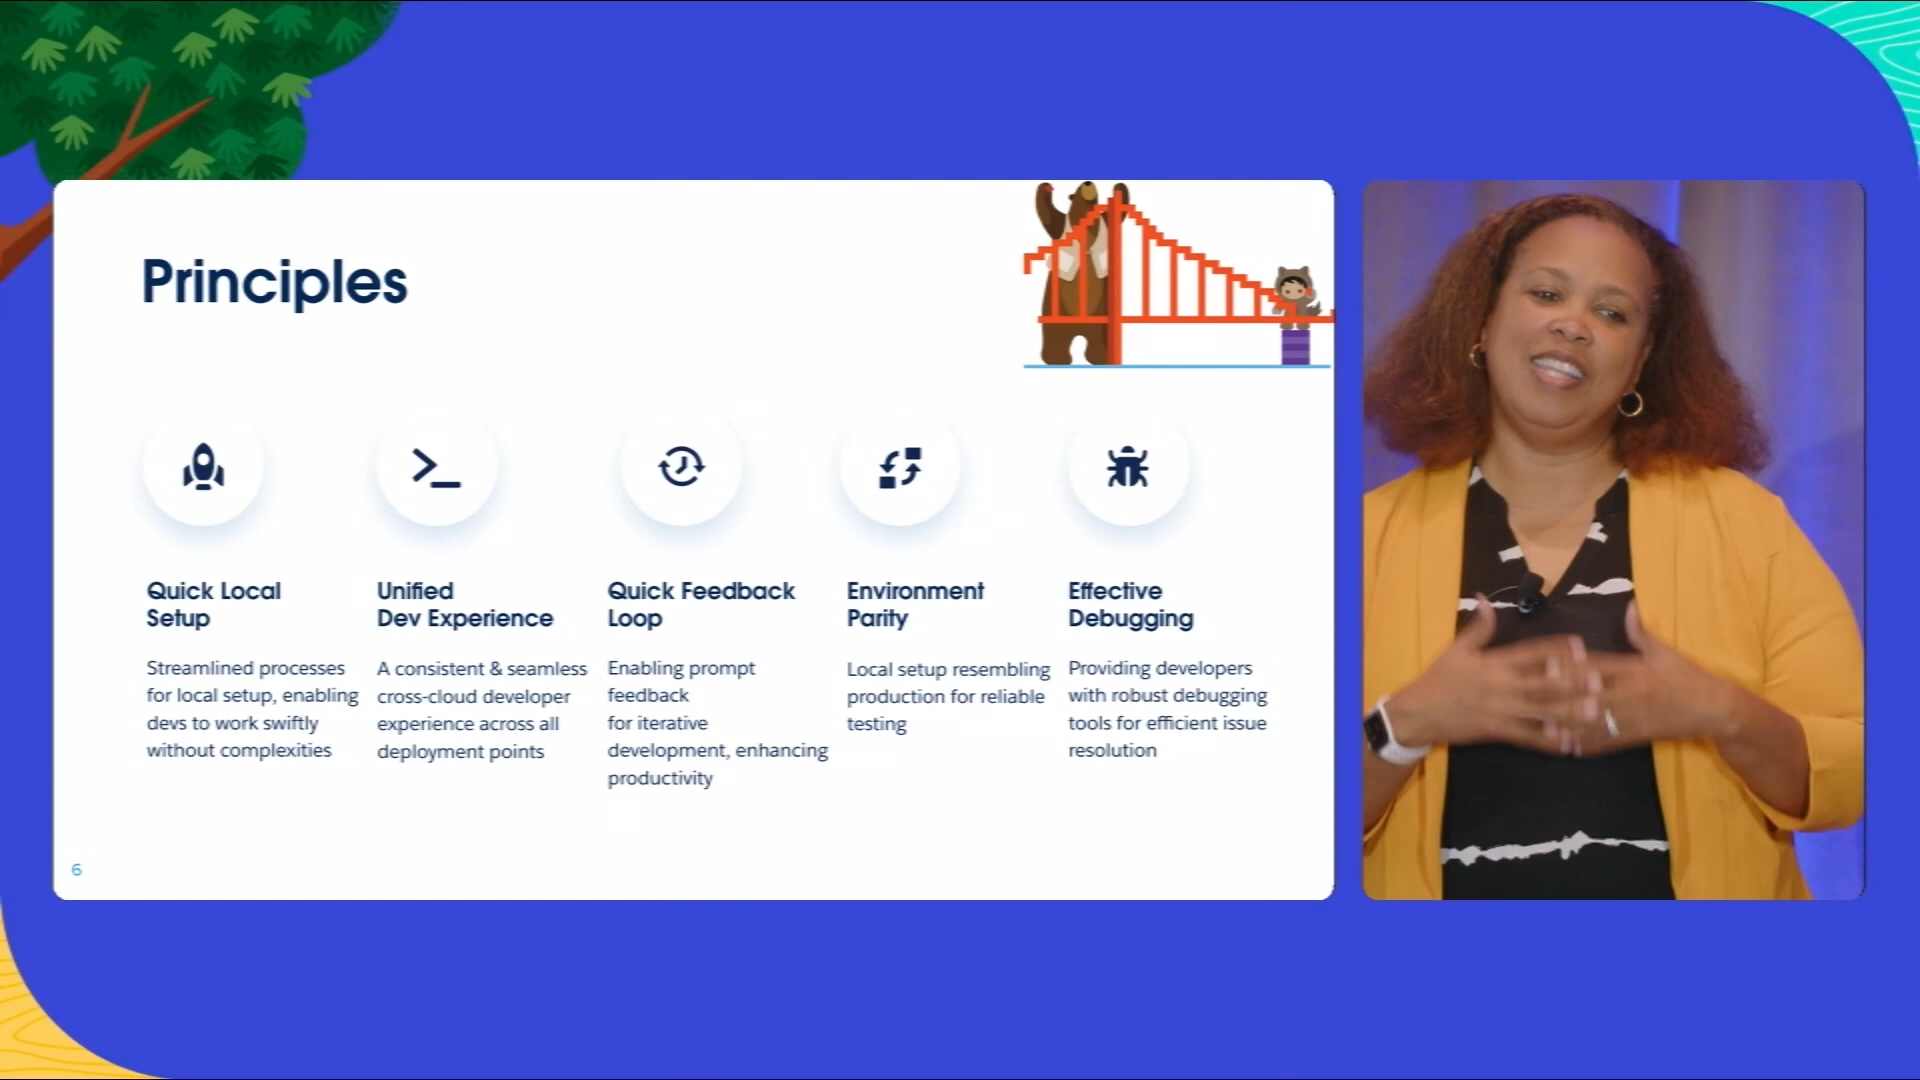 Principles
Quick Local
Setup
Streamlined processes
for local setup, enabling
devs to work swiftly
without complexities
Unified
Dev Experience
A consistent & seamless
cross-cloud developer
experience across all
deployment points
Quick Feedback
Loop
Enabling prompt
feedback
for iterative
development, enhancing
productivity
Environment
Parity
Local setup resembling
production for reliable
testing
Effective
Debugging
Providing developers
with robust debugging
tools for efficient issue
resolution
6